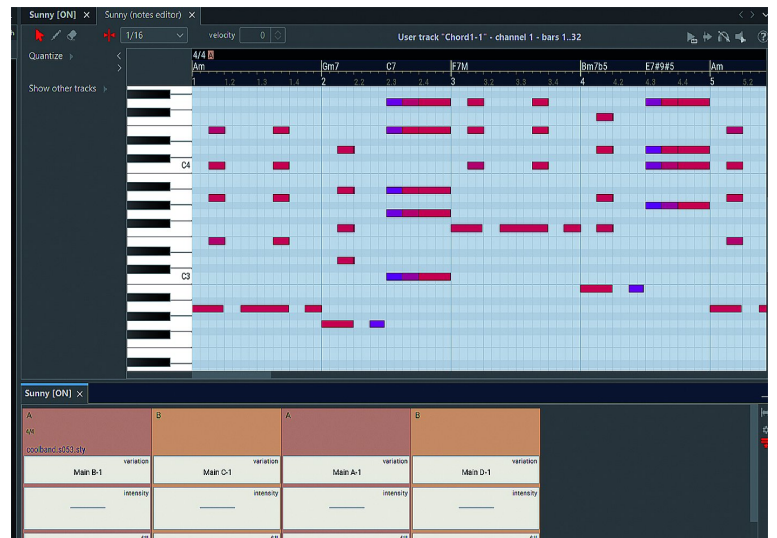 Sunny [ON] ×
Sunny (notes editor) ×
1/16
velocity
0
User track "Chord1-1" - channel 1 - bars 1..32
Quantize
Show other tracks
4/4 A
Am Gm7 C7 F7M Bm7b5 E7#9#5 Am
1 1.2 1.3 1.4 2 2.2 2.3 2.4 3 3.2 3.3 3.4 4 4.2 4.3 4.4 5 5.2
C4
C3
Sunny [ON] ×
A B A B
4/4
coolband.s053.sty
variation variation variation variation
Main B-1 Main C-1 Main A-1 Main D-1
intensity intensity intensity intensity